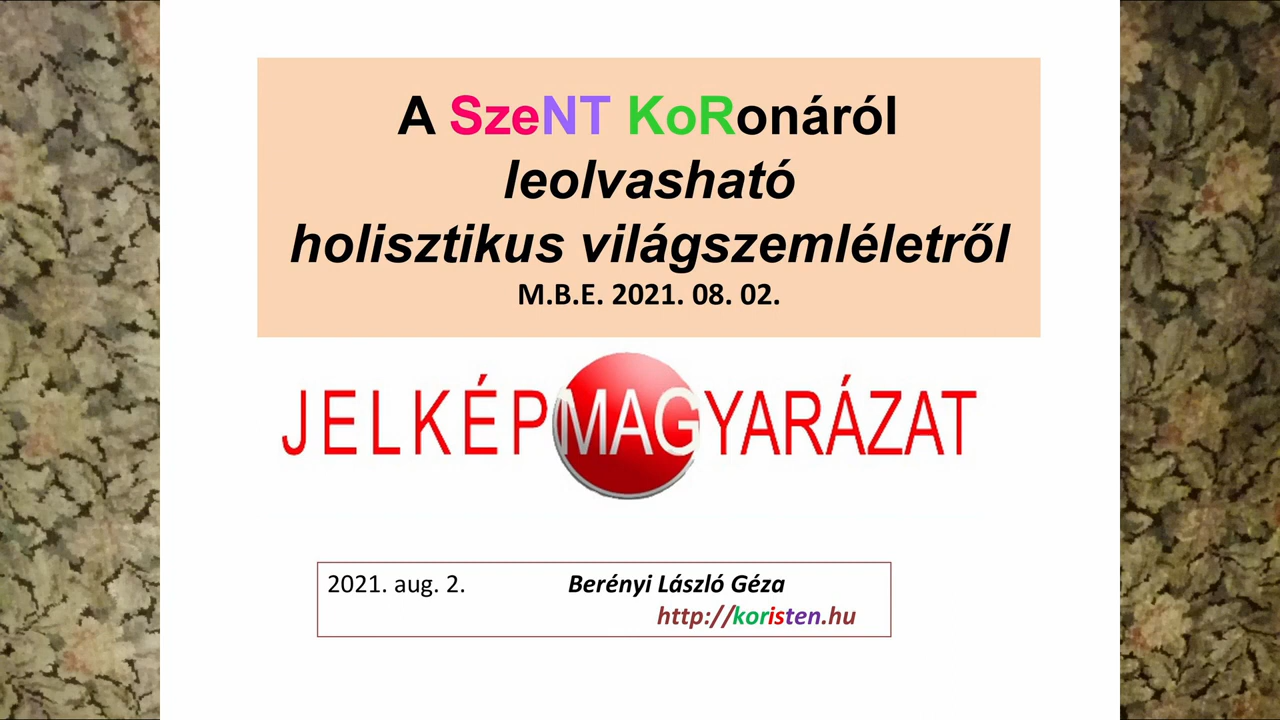 A SzeNT KoRonáról
leolvasható
holisztikus világszemléletről
M.B.E. 2021. 08. 02.
JELKÉPMAGYARÁZAT
2021. aug. 2. Berényi László Géza
http://koristen.hu